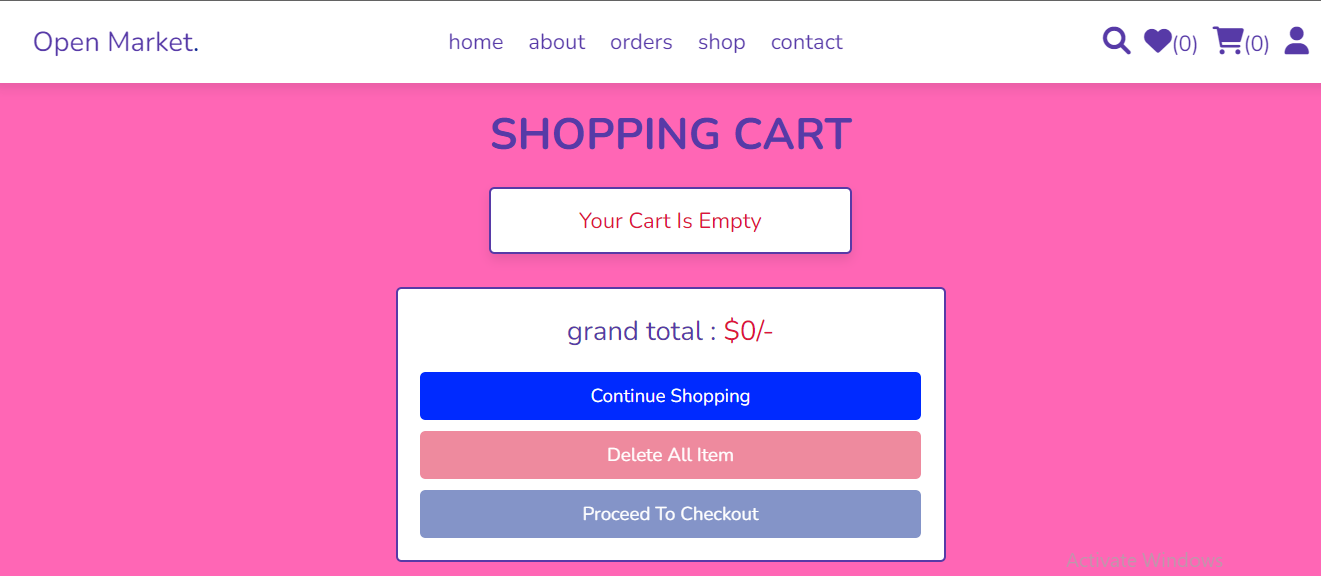 Open Market. home about orders shop contact (0) (0)
SHOPPING CART
Your Cart Is Empty
grand total : $0/-
Continue Shopping
Delete All Item
Proceed To Checkout
Activate Windows